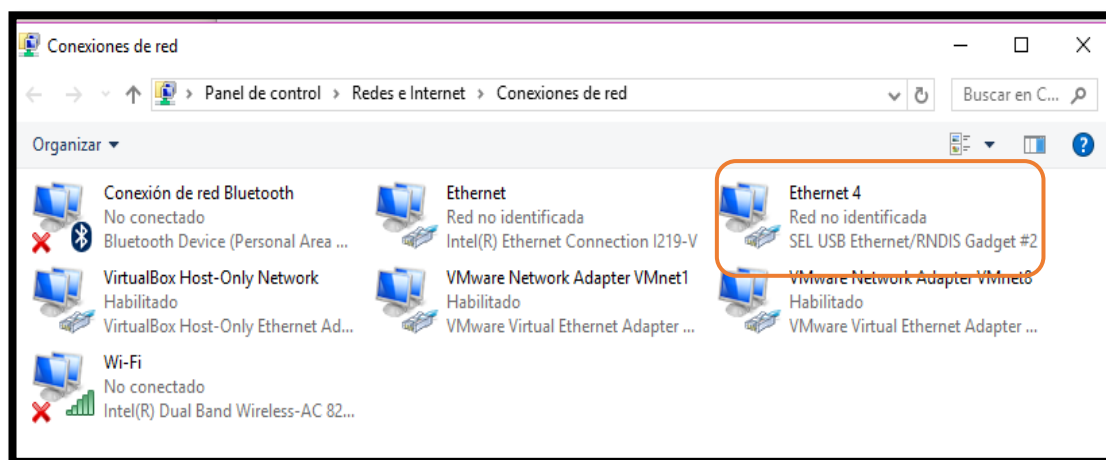 Conexiones de red
Panel de control > Redes e Internet > Conexiones de red
Buscar en C...
Organizar
Conexión de red Bluetooth
No conectado
Bluetooth Device (Personal Area ...
Ethernet
Red no identificada
Intel(R) Ethernet Connection I219-V
Ethernet 4
Red no identificada
SEL USB Ethernet/RNDIS Gadget #2
VirtualBox Host-Only Network
Habilitado
VirtualBox Host-Only Ethernet Ad...
VMware Network Adapter VMnet1
Habilitado
VMware Virtual Ethernet Adapter ...
VMware Network Adapter VMnet8
Habilitado
VMware Virtual Ethernet Adapter ...
Wi-Fi
No conectado
Intel(R) Dual Band Wireless-AC 82...